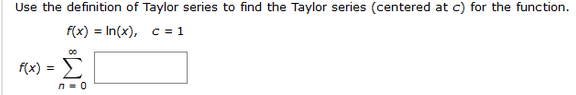 Use the definition of Taylor series to find the Taylor series (centered at c) for the function.
f(x) = ln(x), c = 1
∞
f(x) = Σ
n = 0